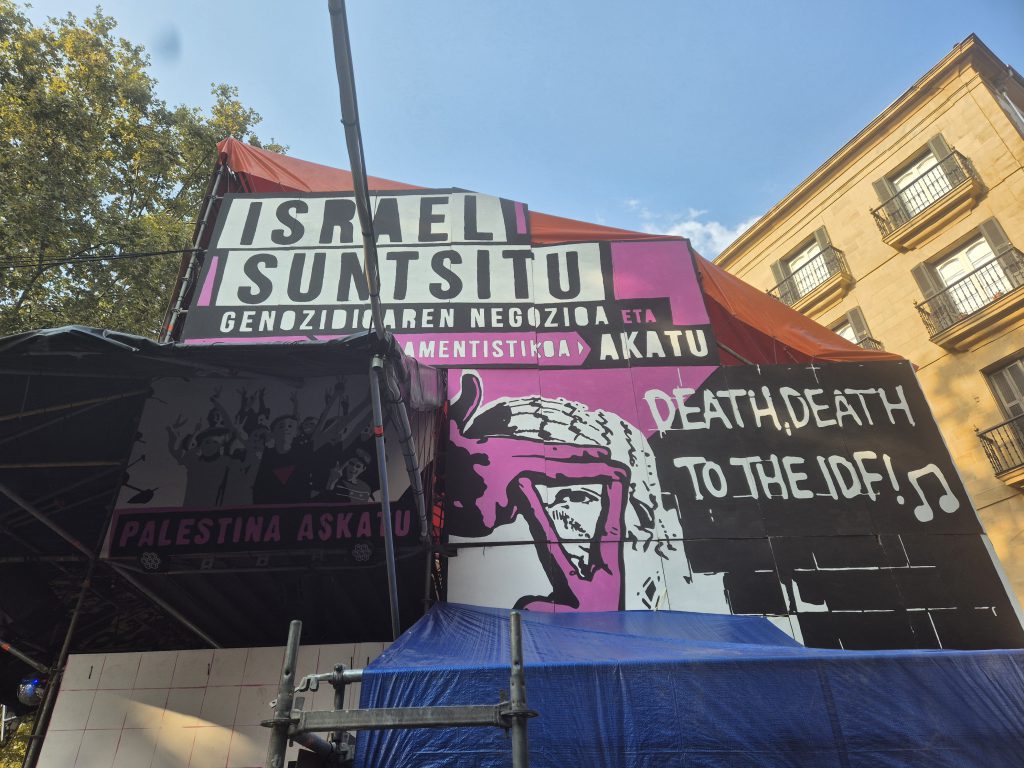 ISRAEL
SUNTSITU
GENOZIDIOAREN NEGOZIOA ETA
AKATU
DEATH, DEATH
TO THE IDF!
PALESTINA ASKATU